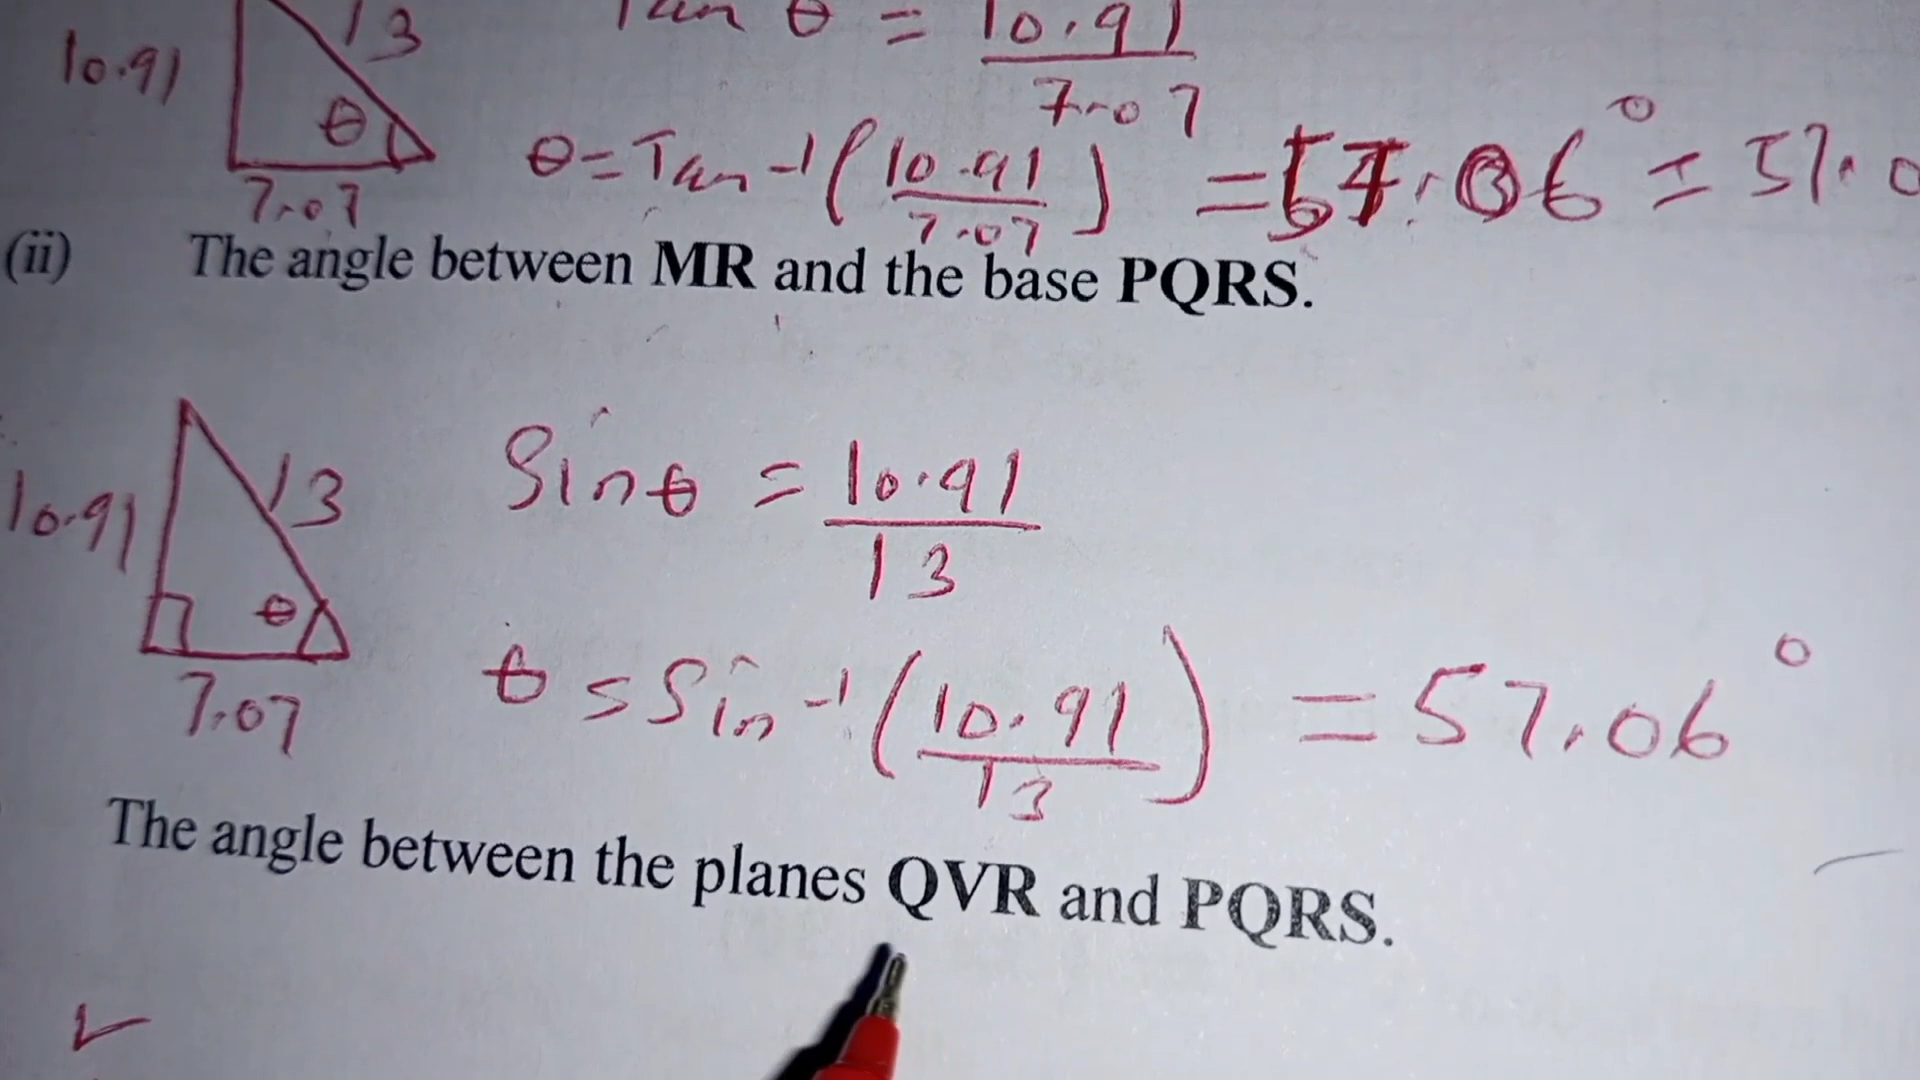 10.91
13
θ
7.07
Tan θ = 10.91
7.07
θ = Tan -1 ( 10.91 ) = 57.06 ° = 57.0
7.07
(ii) The angle between MR and the base PQRS.
10.91
13
θ
7.07
Sin θ = 10.91
13
θ = Sin -1 ( 10.91 ) = 57.06 °
13
The angle between the planes QVR and PQRS.